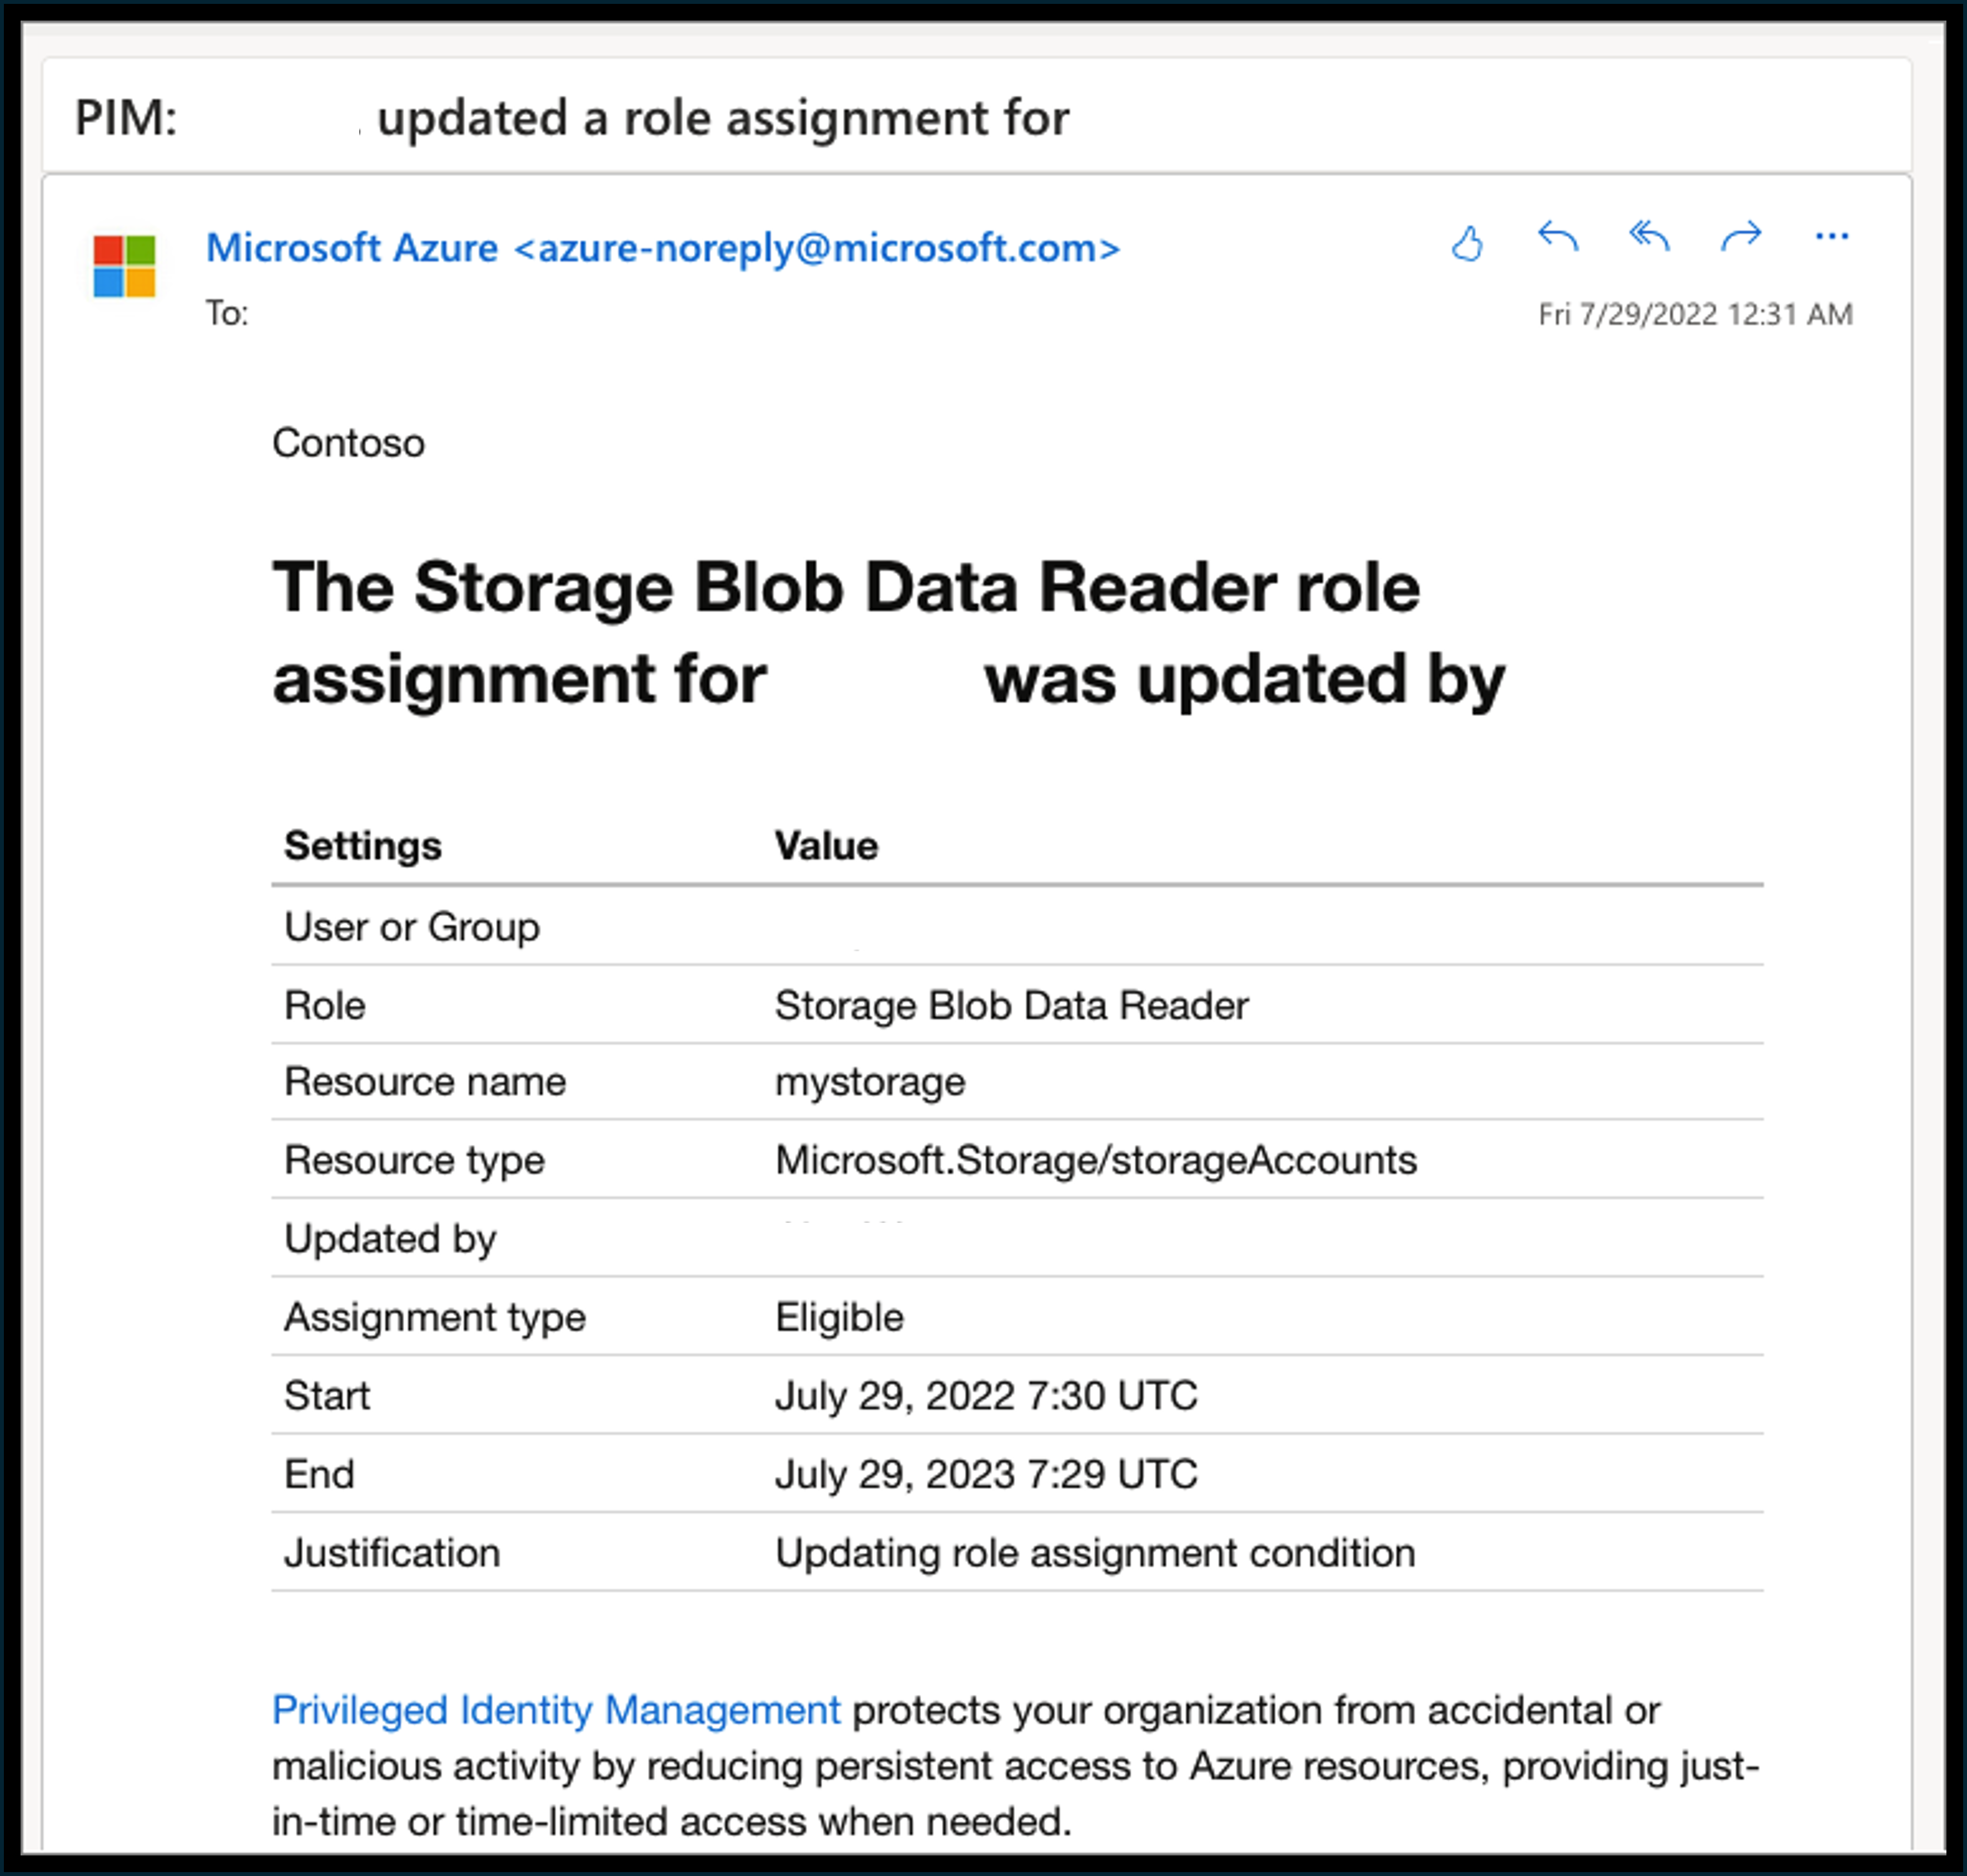 PIM: updated a role assignment for
Microsoft Azure <azure-noreply@microsoft.com>
To:
Fri 7/29/2022 12:31 AM
Contoso
The Storage Blob Data Reader role
assignment for was updated by
Settings Value
User or Group
Role Storage Blob Data Reader
Resource name mystorage
Resource type Microsoft.Storage/storageAccounts
Updated by
Assignment type Eligible
Start July 29, 2022 7:30 UTC
End July 29, 2023 7:29 UTC
Justification Updating role assignment condition
Privileged Identity Management protects your organization from accidental or
malicious activity by reducing persistent access to Azure resources, providing just-
in-time or time-limited access when needed.